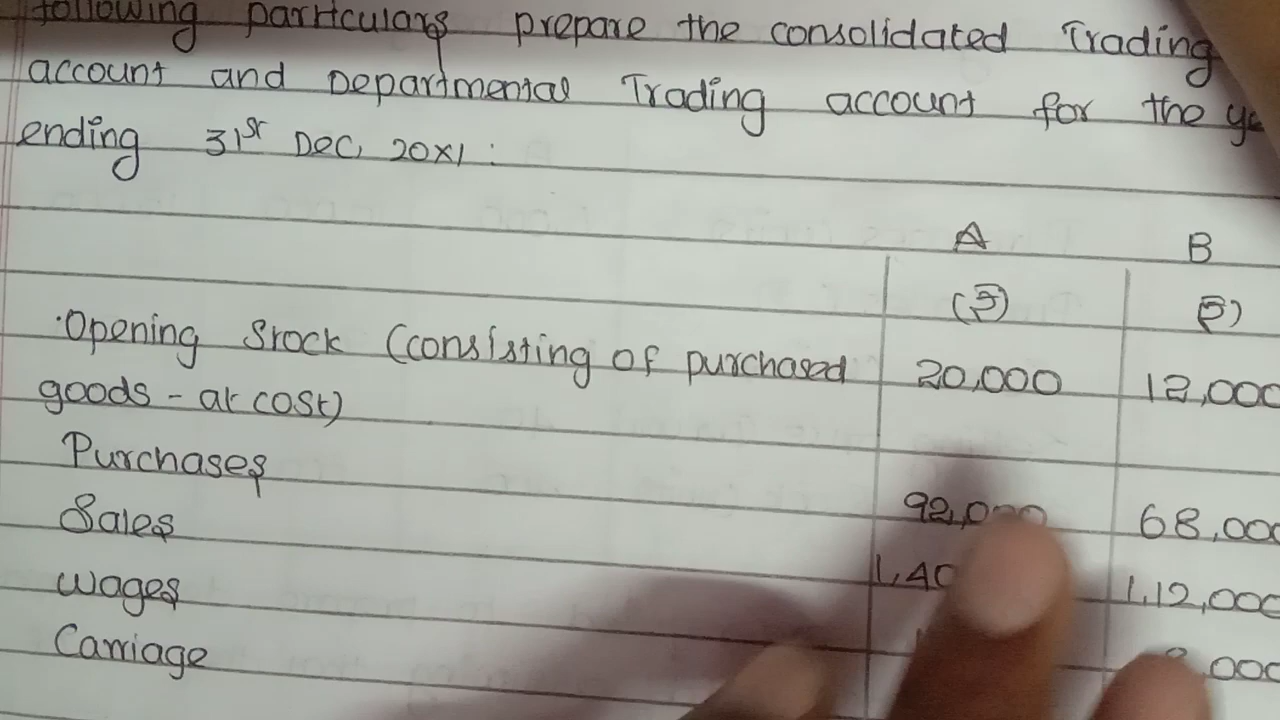 following particulars prepare the consolidated Trading
account and Departmental Trading account for the
ending 31st Dec, 20x1 :
A B
(₹) (₹)
Opening Stock (consisting of purchased 20,000 12,000
goods - at cost)
Purchases 92,000 68,000
Sales 1,12,000
Wages
Carriage